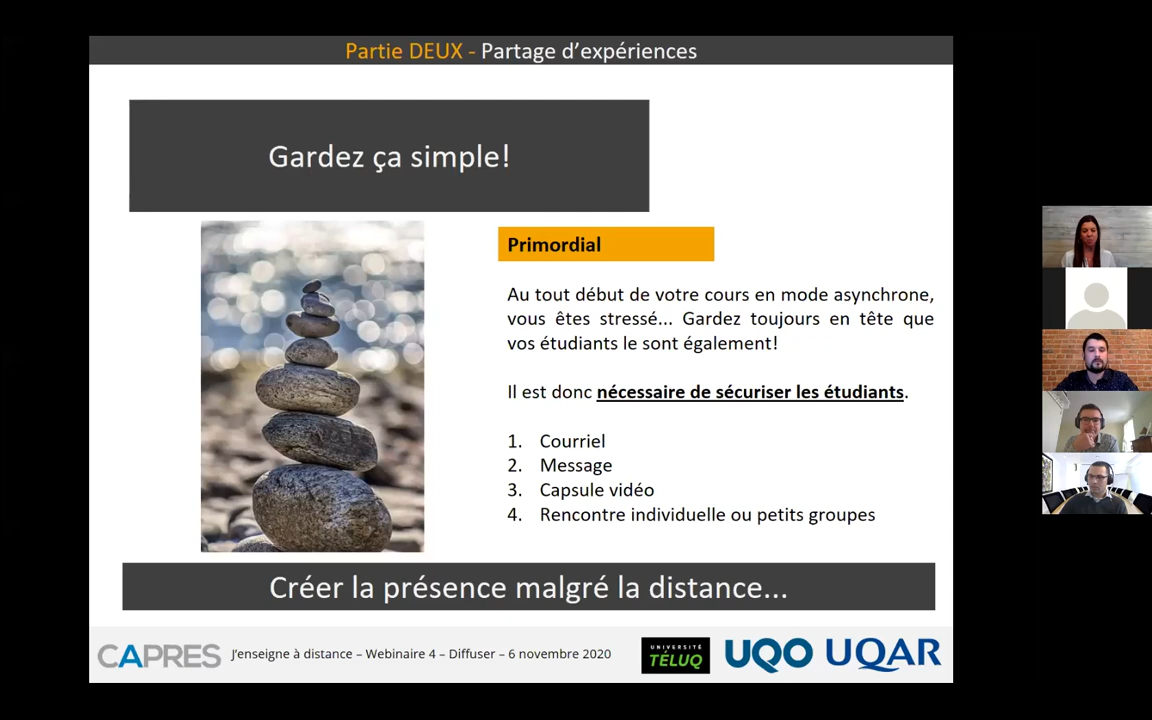 Partie DEUX - Partage d’expériences
Gardez ça simple!
Primordial
Au tout début de votre cours en mode asynchrone,
vous êtes stressé... Gardez toujours en tête que
vos étudiants le sont également!
Il est donc nécessaire de sécuriser les étudiants.
1. Courriel
2. Message
3. Capsule vidéo
4. Rencontre individuelle ou petits groupes
Créer la présence malgré la distance...
CAPRES
J’enseigne à distance – Webinaire 4 – Diffuser – 6 novembre 2020
UNIVERSITÉ
TÉLUQ
UQO
UQAR